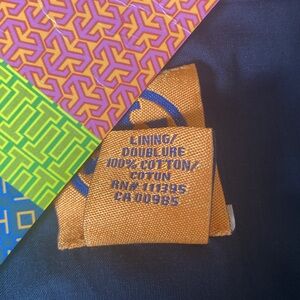 LINING/
DOUBLURE
100% COTTON/
COTON
RN# 111395
CA 00985